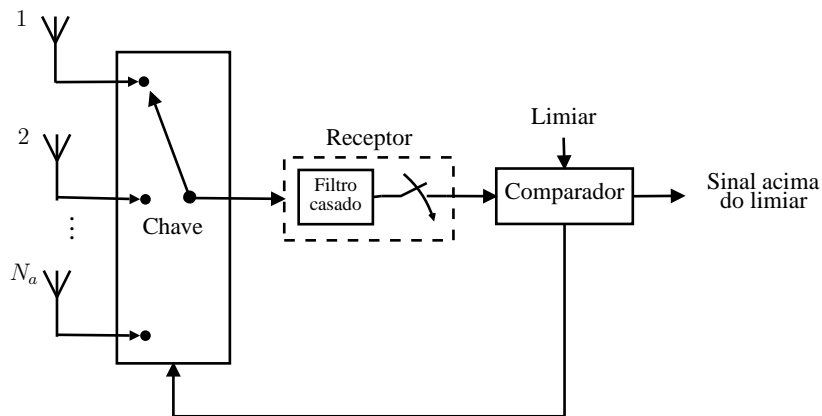 1
2
⋮
N_a
Chave
Receptor
Filtro
casado
Limiar
Comparador
Sinal acima
do limiar